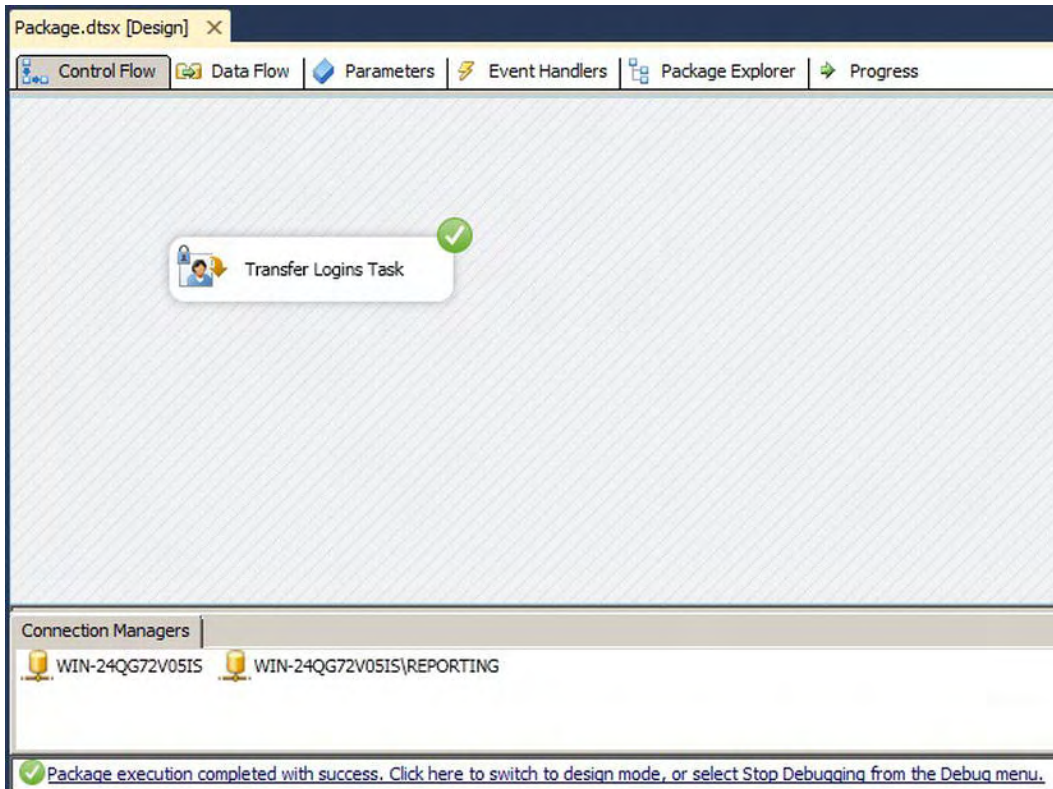 Package.dtsx [Design] X
Control Flow Data Flow Parameters Event Handlers Package Explorer Progress
Transfer Logins Task
Connection Managers
WIN-24QG72V05IS WIN-24QG72V05IS\REPORTING
Package execution completed with success. Click here to switch to design mode, or select Stop Debugging from the Debug menu.